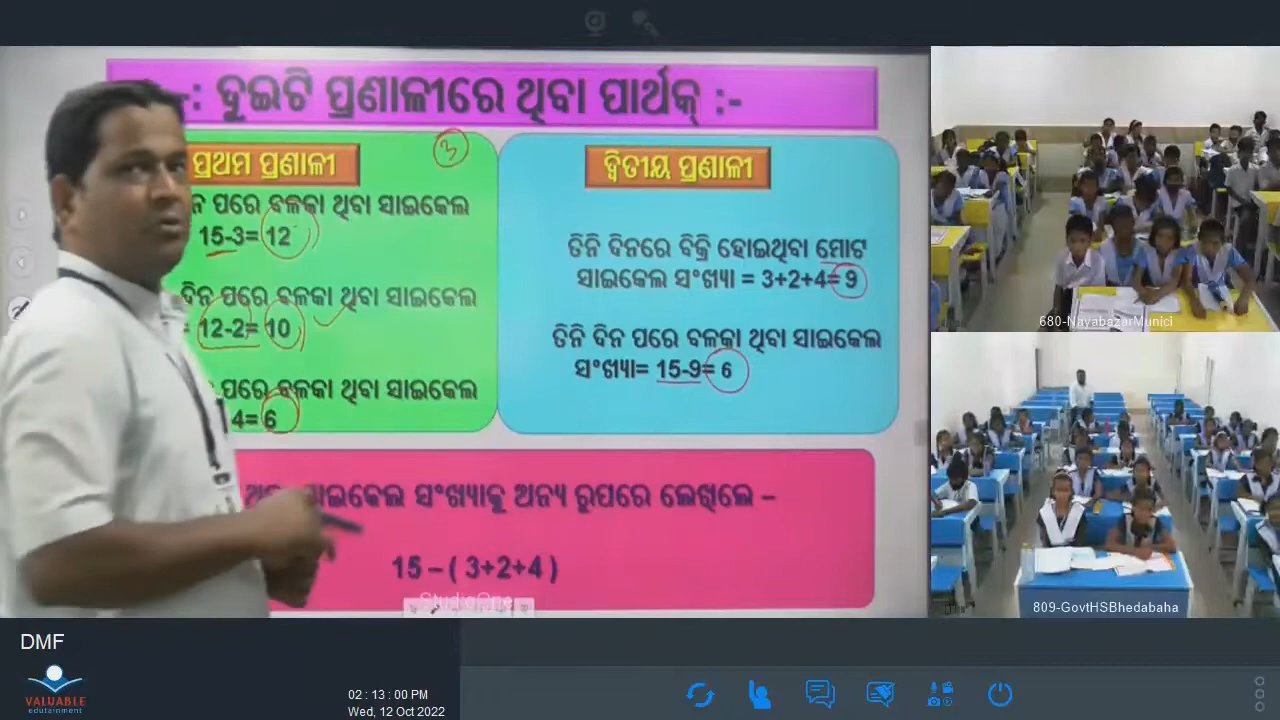 : ଦୁଇଟି ପ୍ରଣାଳୀରେ ଥିବା ପାର୍ଥକ୍ :-
ପ୍ରଥମ ପ୍ରଣାଳୀ
3
ପରେ ବଳକା ଥିବା ସାଇକେଲ
15-3= 12
ଦିନ ପରେ ବଳକା ଥିବା ସାଇକେଲ
= 12-2= 10
ପରେ ବଳକା ଥିବା ସାଇକେଲ
4= 6
ଦ୍ବିତୀୟ ପ୍ରଣାଳୀ
ତିନି ଦିନରେ ବିକ୍ରି ହୋଇଥିବା ମୋଟ
ସାଇକେଲ ସଂଖ୍ୟା = 3+2+4= 9
ତିନି ଦିନ ପରେ ବଳକା ଥିବା ସାଇକେଲ
ସଂଖ୍ୟା= 15-9= 6
ସାଇକେଲ ସଂଖ୍ୟାକୁ ଅନ୍ୟ ରୁପରେ ଲେଖିଲେ –
15 – ( 3+2+4 )
680-NayabazarMunici
809-GovtHSBhedabaha
DMF
VALUABLE
edutainment
02 : 13 : 00 PM
Wed, 12 Oct 2022